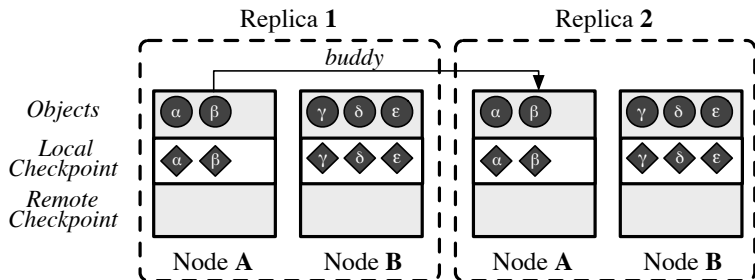 Replica 1 Replica 2
buddy
Objects α β γ δ ε α β γ δ ε
Local
Checkpoint α β γ δ ε α β γ δ ε
Remote
Checkpoint
Node A Node B Node A Node B